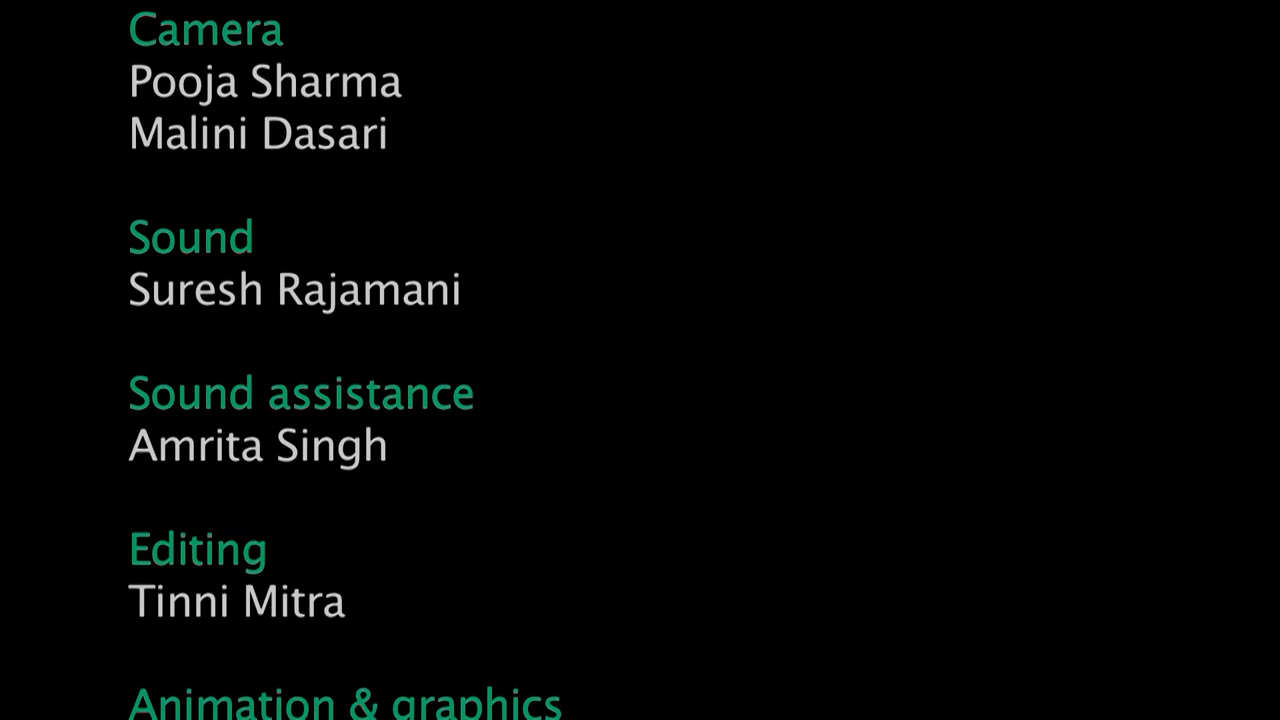 Camera
Pooja Sharma
Malini Dasari
Sound
Suresh Rajamani
Sound assistance
Amrita Singh
Editing
Tinni Mitra
Animation & graphics